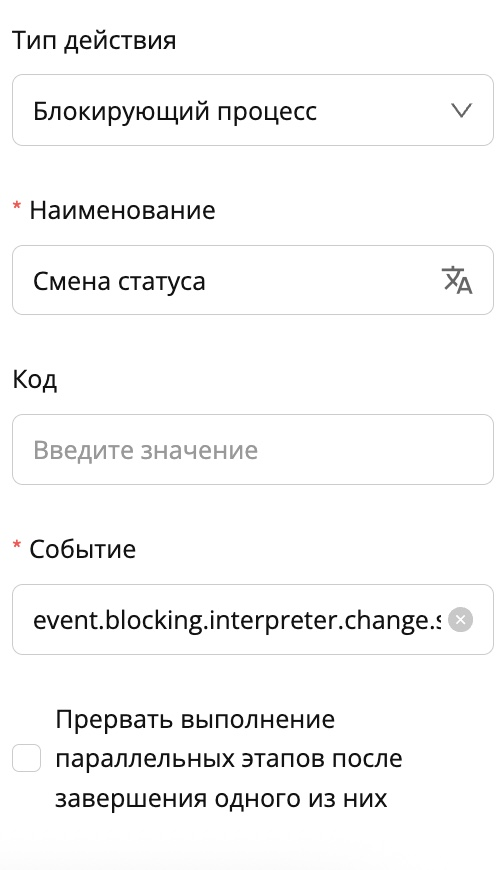 Тип действия
Блокирующий процесс
* Наименование
Смена статуса
Код
Введите значение
* Событие
event.blocking.interpreter.change.s
Прервать выполнение
параллельных этапов после
завершения одного из них